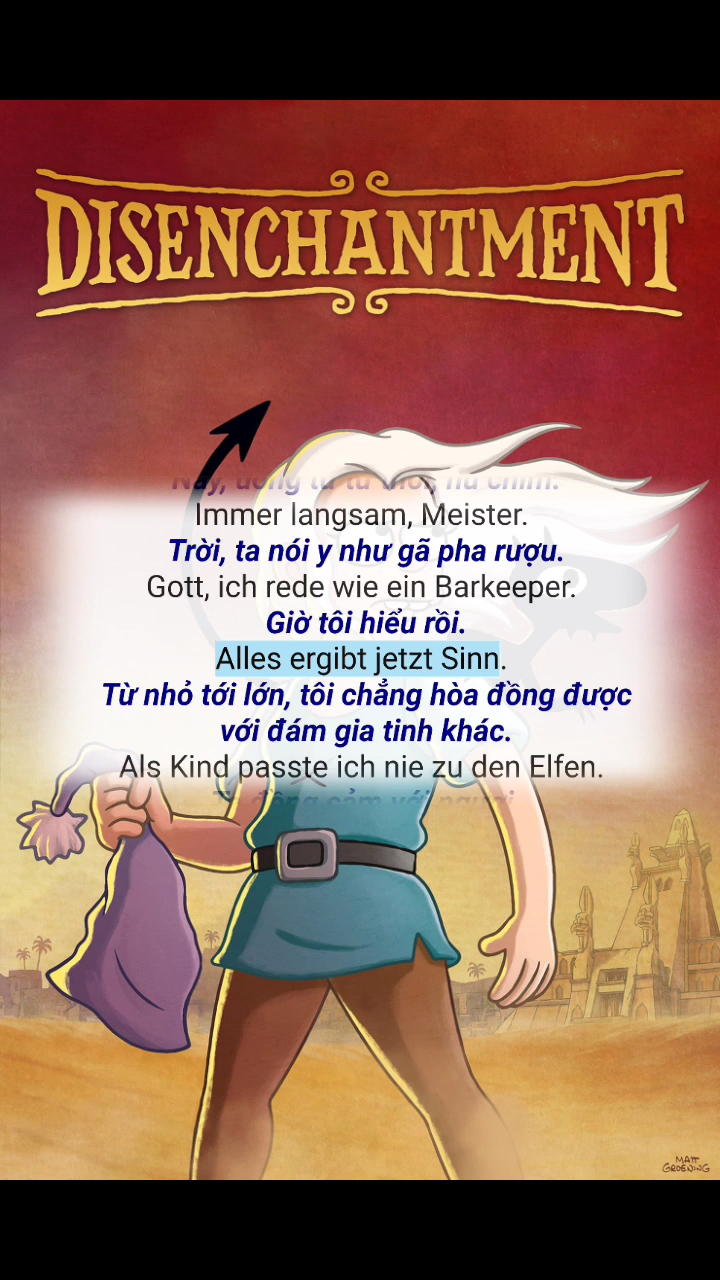 DISENCHANTMENT
Immer langsam, Meister.
Trời, ta nói y như gã pha rượu.
Gott, ich rede wie ein Barkeeper.
Giờ tôi hiểu rồi.
Alles ergibt jetzt Sinn.
Từ nhỏ tới lớn, tôi chẳng hòa đồng được
với đám gia tinh khác.
Als Kind passte ich nie zu den Elfen.
MATT
GROENING